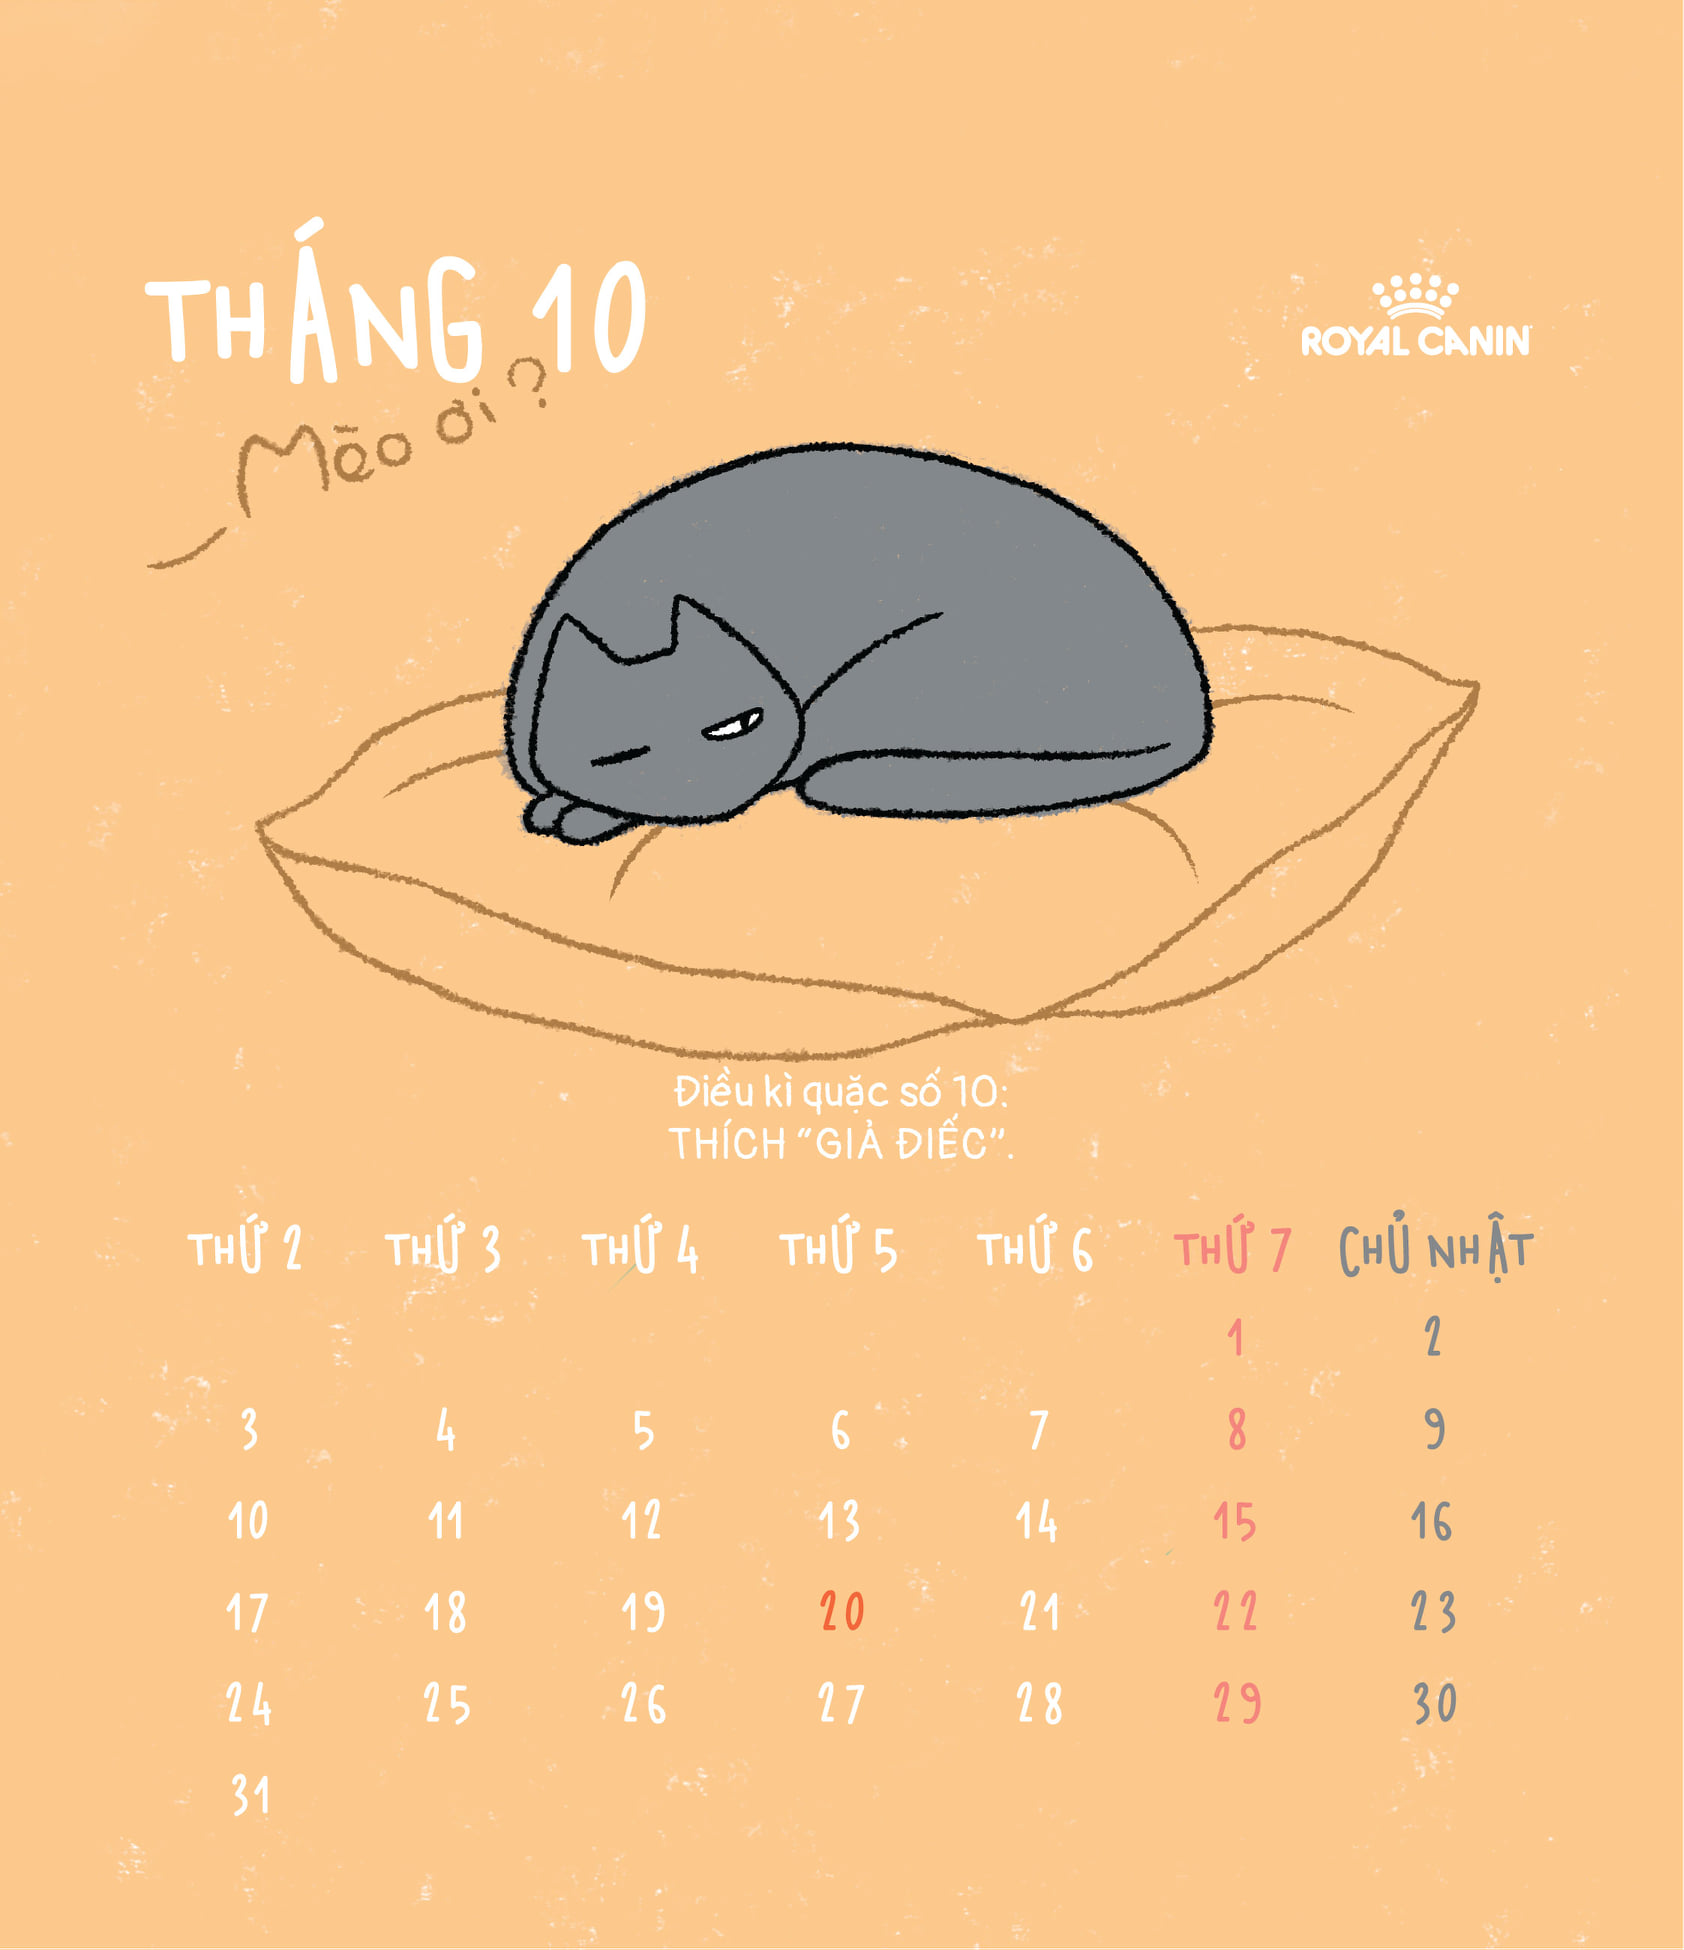 THÁNG 10
ROYAL CANIN
Mèo ơi?
Điều kì quặc số 10:
THÍCH "GIẢ ĐIẾC".
THỨ 2 THỨ 3 THỨ 4 THỨ 5 THỨ 6 THỨ 7 CHỦ NHẬT
1 2
3 4 5 6 7 8 9
10 11 12 13 14 15 16
17 18 19 20 21 22 23
24 25 26 27 28 29 30
31